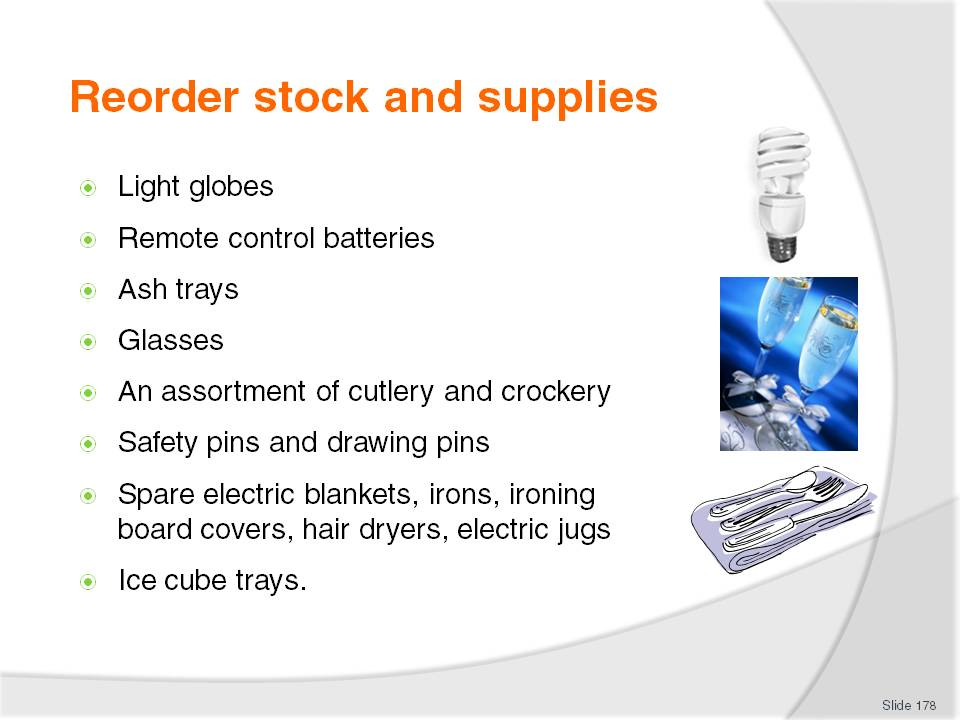 Reorder stock and supplies
Light globes
Remote control batteries
Ash trays
Glasses
An assortment of cutlery and crockery
Safety pins and drawing pins
Spare electric blankets, irons, ironing
board covers, hair dryers, electric jugs
Ice cube trays.
Slide 178